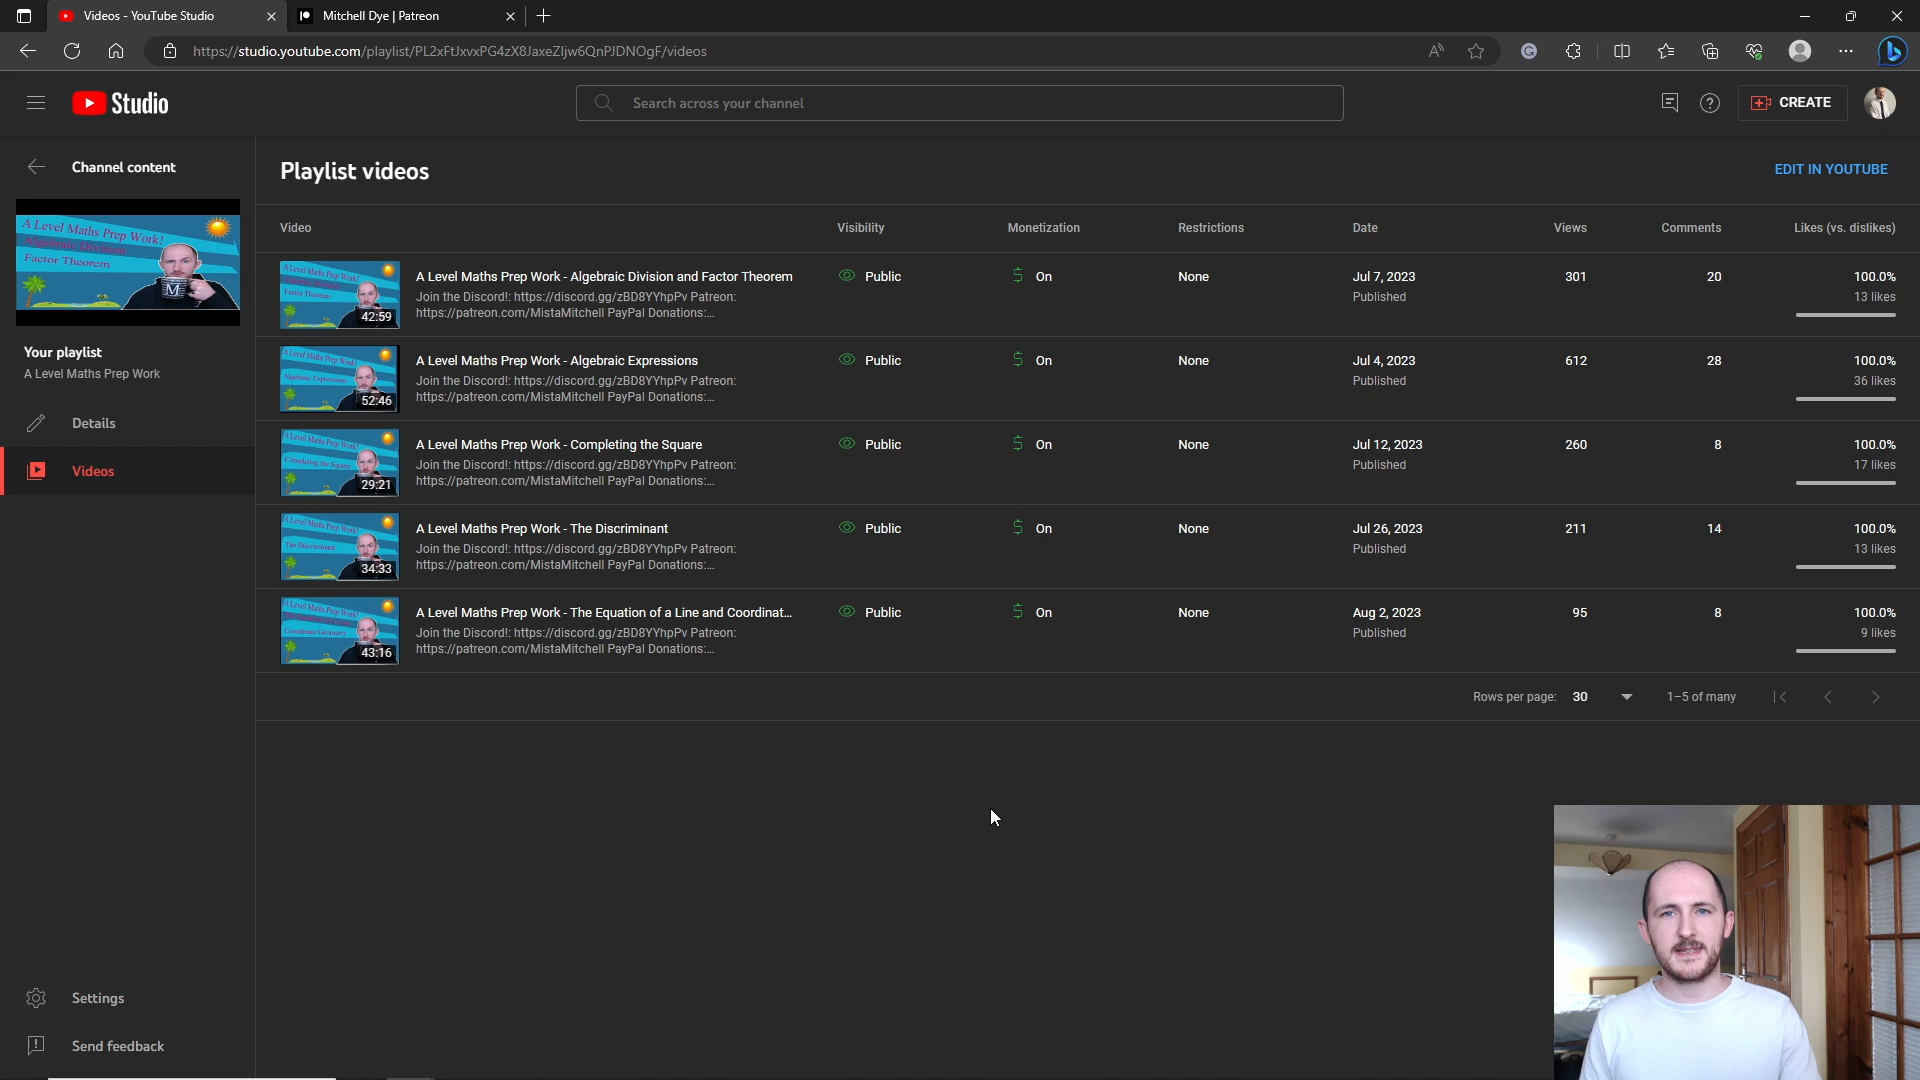 Videos - YouTube Studio
Mitchell Dye | Patreon
https://studio.youtube.com/playlist/PL2xFtJxvxPG4zX8JaxeZljw6QnPJDNOgF/videos
Studio
Search across your channel
CREATE
Channel content
A Level Maths Prep Work!
Algebraic Division
Factor Theorem
M
Your playlist
A Level Maths Prep Work
Details
Videos
Settings
Send feedback
Playlist videos
EDIT IN YOUTUBE
Video Visibility Monetization Restrictions Date Views Comments Likes (vs. dislikes)
A Level Maths Prep Work - Algebraic Division and Factor Theorem Public On None Jul 7, 2023 301 20 100.0%
Join the Discord!: https://discord.gg/zBD8YYhpPv Patreon: Published 13 likes
https://patreon.com/MistaMitchell PayPal Donations:...
42:59
A Level Maths Prep Work - Algebraic Expressions Public On None Jul 4, 2023 612 28 100.0%
Join the Discord!: https://discord.gg/zBD8YYhpPv Patreon: Published 36 likes
https://patreon.com/MistaMitchell PayPal Donations:...
52:46
A Level Maths Prep Work - Completing the Square Public On None Jul 12, 2023 260 8 100.0%
Join the Discord!: https://discord.gg/zBD8YYhpPv Patreon: Published 17 likes
https://patreon.com/MistaMitchell PayPal Donations:...
29:21
A Level Maths Prep Work - The Discriminant Public On None Jul 26, 2023 211 14 100.0%
Join the Discord!: https://discord.gg/zBD8YYhpPv Patreon: Published 13 likes
https://patreon.com/MistaMitchell PayPal Donations:...
34:33
A Level Maths Prep Work - The Equation of a Line and Coordinat... Public On None Aug 2, 2023 95 8 100.0%
Join the Discord!: https://discord.gg/zBD8YYhpPv Patreon: Published 9 likes
https://patreon.com/MistaMitchell PayPal Donations:...
43:16
Rows per page: 30 1–5 of many